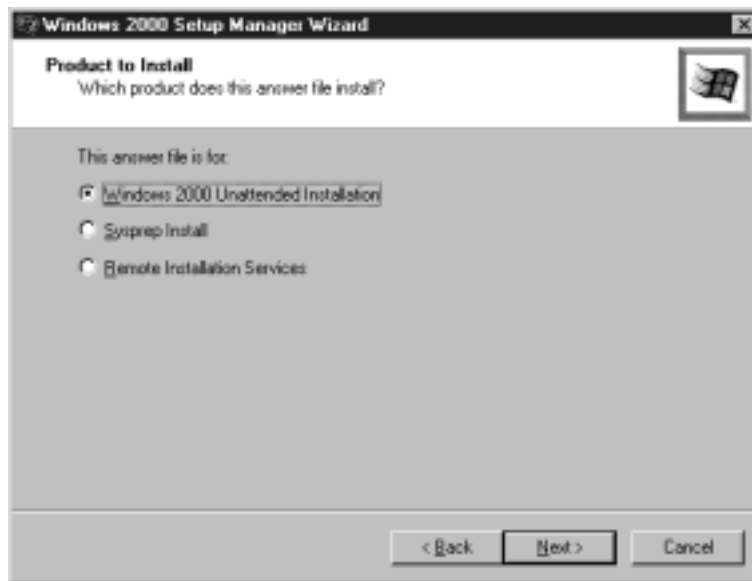 Windows 2000 Setup Manager Wizard
Product to Install
Which product does this answer file install?
This answer file is for:
Windows 2000 Unattended Installation
Sysprep Install
Remote Installation Services
< Back Next > Cancel